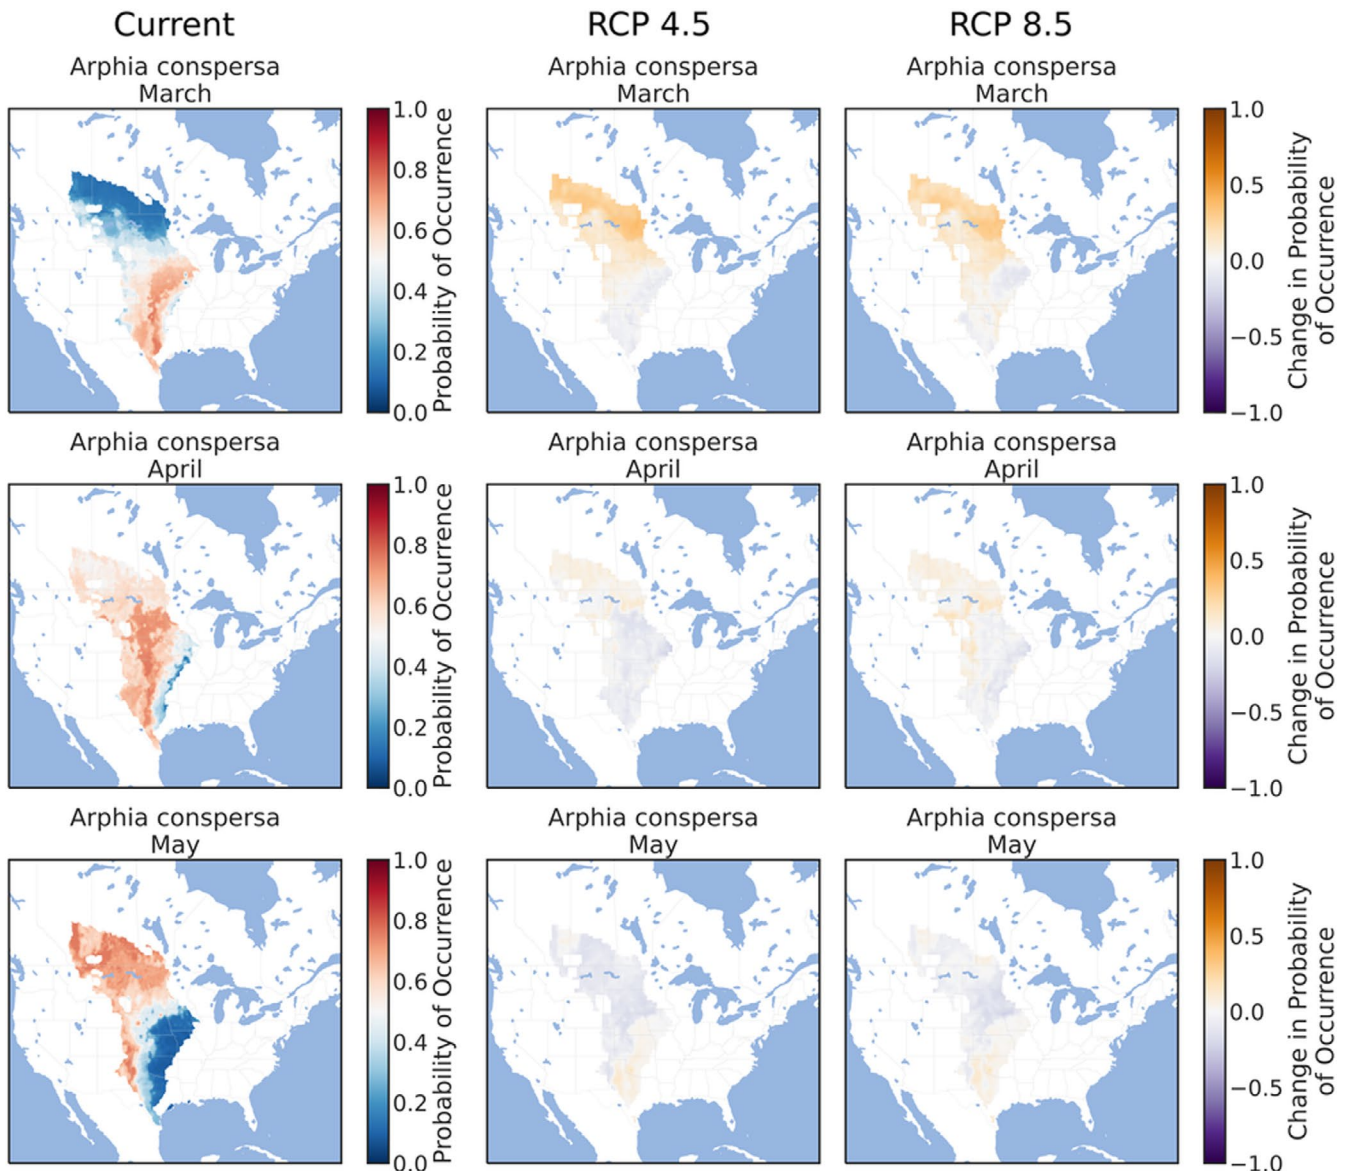 Current
RCP 4.5
RCP 8.5
Arphia conspersa
March
Arphia conspersa
March
Arphia conspersa
March
1.0
0.8
0.6
0.4
0.2
0.0
Probability of Occurrence
1.0
0.5
0.0
−0.5
−1.0
Change in Probability
of Occurrence
Arphia conspersa
April
Arphia conspersa
April
Arphia conspersa
April
1.0
0.8
0.6
0.4
0.2
0.0
Probability of Occurrence
1.0
0.5
0.0
−0.5
−1.0
Change in Probability
of Occurrence
Arphia conspersa
May
Arphia conspersa
May
Arphia conspersa
May
1.0
0.8
0.6
0.4
0.2
0.0
Probability of Occurrence
1.0
0.5
0.0
−0.5
−1.0
Change in Probability
of Occurrence